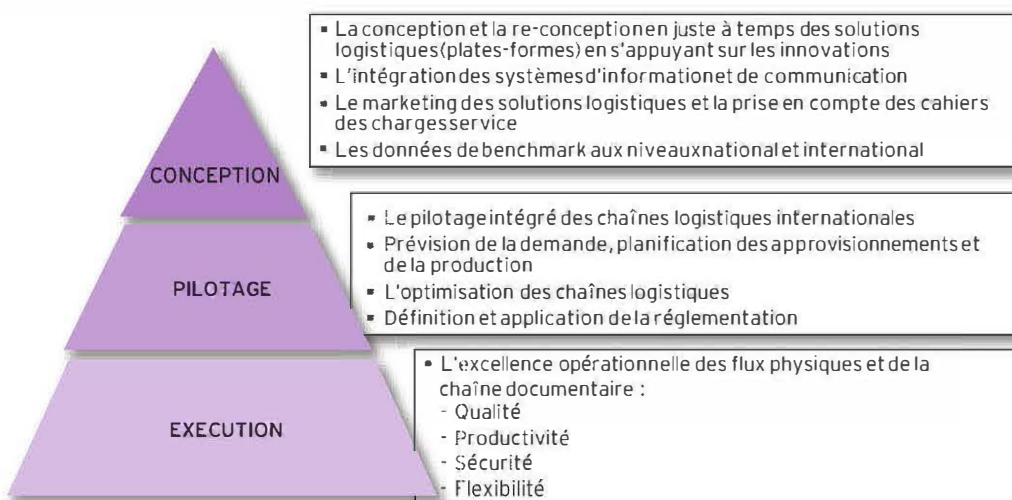 ▪ La conception et la re-conception en juste à temps des solutions
logistiques (plates-formes) en s'appuyant sur les innovations
▪ L'intégration des systèmes d'information et de communication
▪ Le marketing des solutions logistiques et la prise en compte des cahiers
des charges service
▪ Les données de benchmark aux niveaux national et international
CONCEPTION
▪ Le pilotage intégré des chaînes logistiques internationales
▪ Prévision de la demande, planification des approvisionnements et
de la production
▪ L'optimisation des chaînes logistiques
▪ Définition et application de la réglementation
PILOTAGE
▪ L'excellence opérationnelle des flux physiques et de la
chaîne documentaire :
- Qualité
- Productivité
- Sécurité
- Flexibilité
EXECUTION